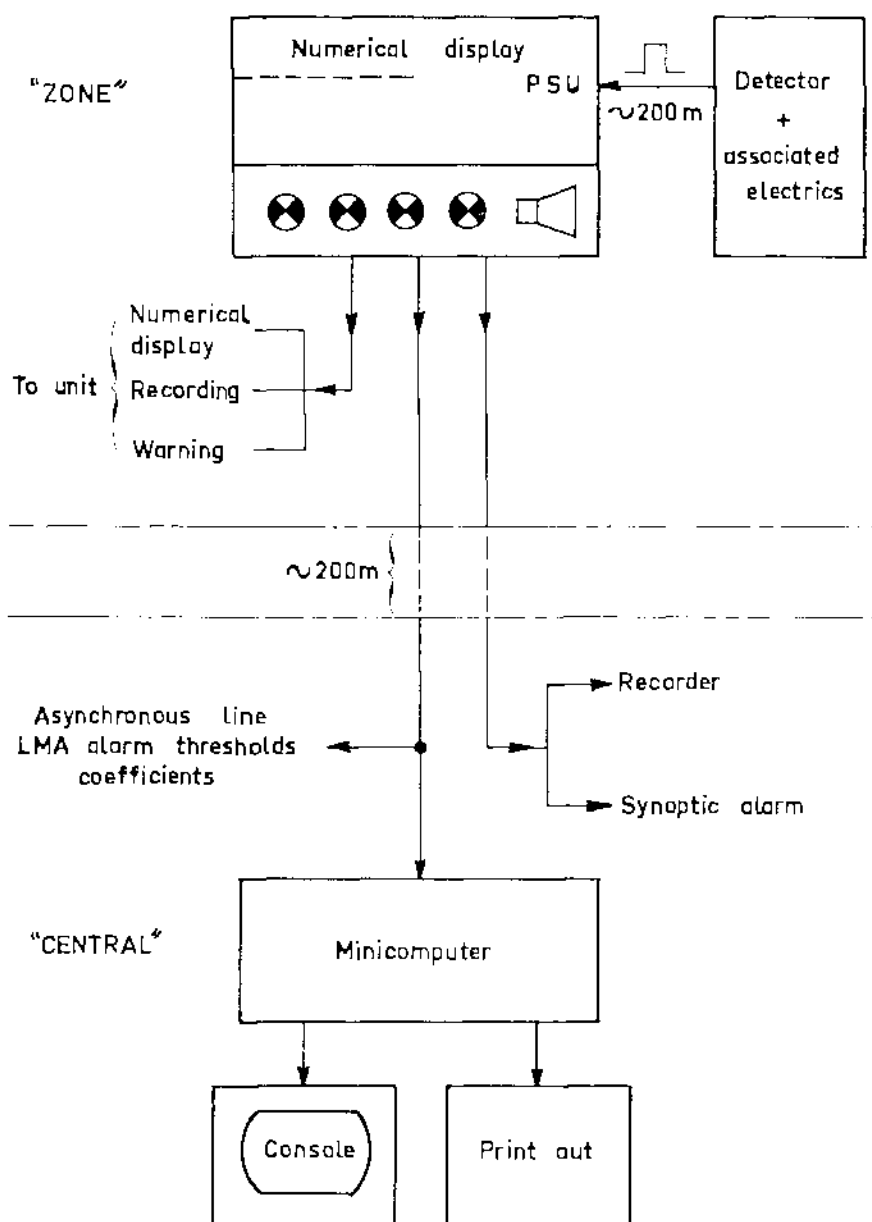 Numerical display
PSU
~200m
Detector
+
associated
electrics
"ZONE"
To unit
Numerical
display
Recording
Warning
~200m
Asynchronous line
LMA alarm thresholds
coefficients
Recorder
Synoptic alarm
"CENTRAL"
Minicomputer
Console
Print out